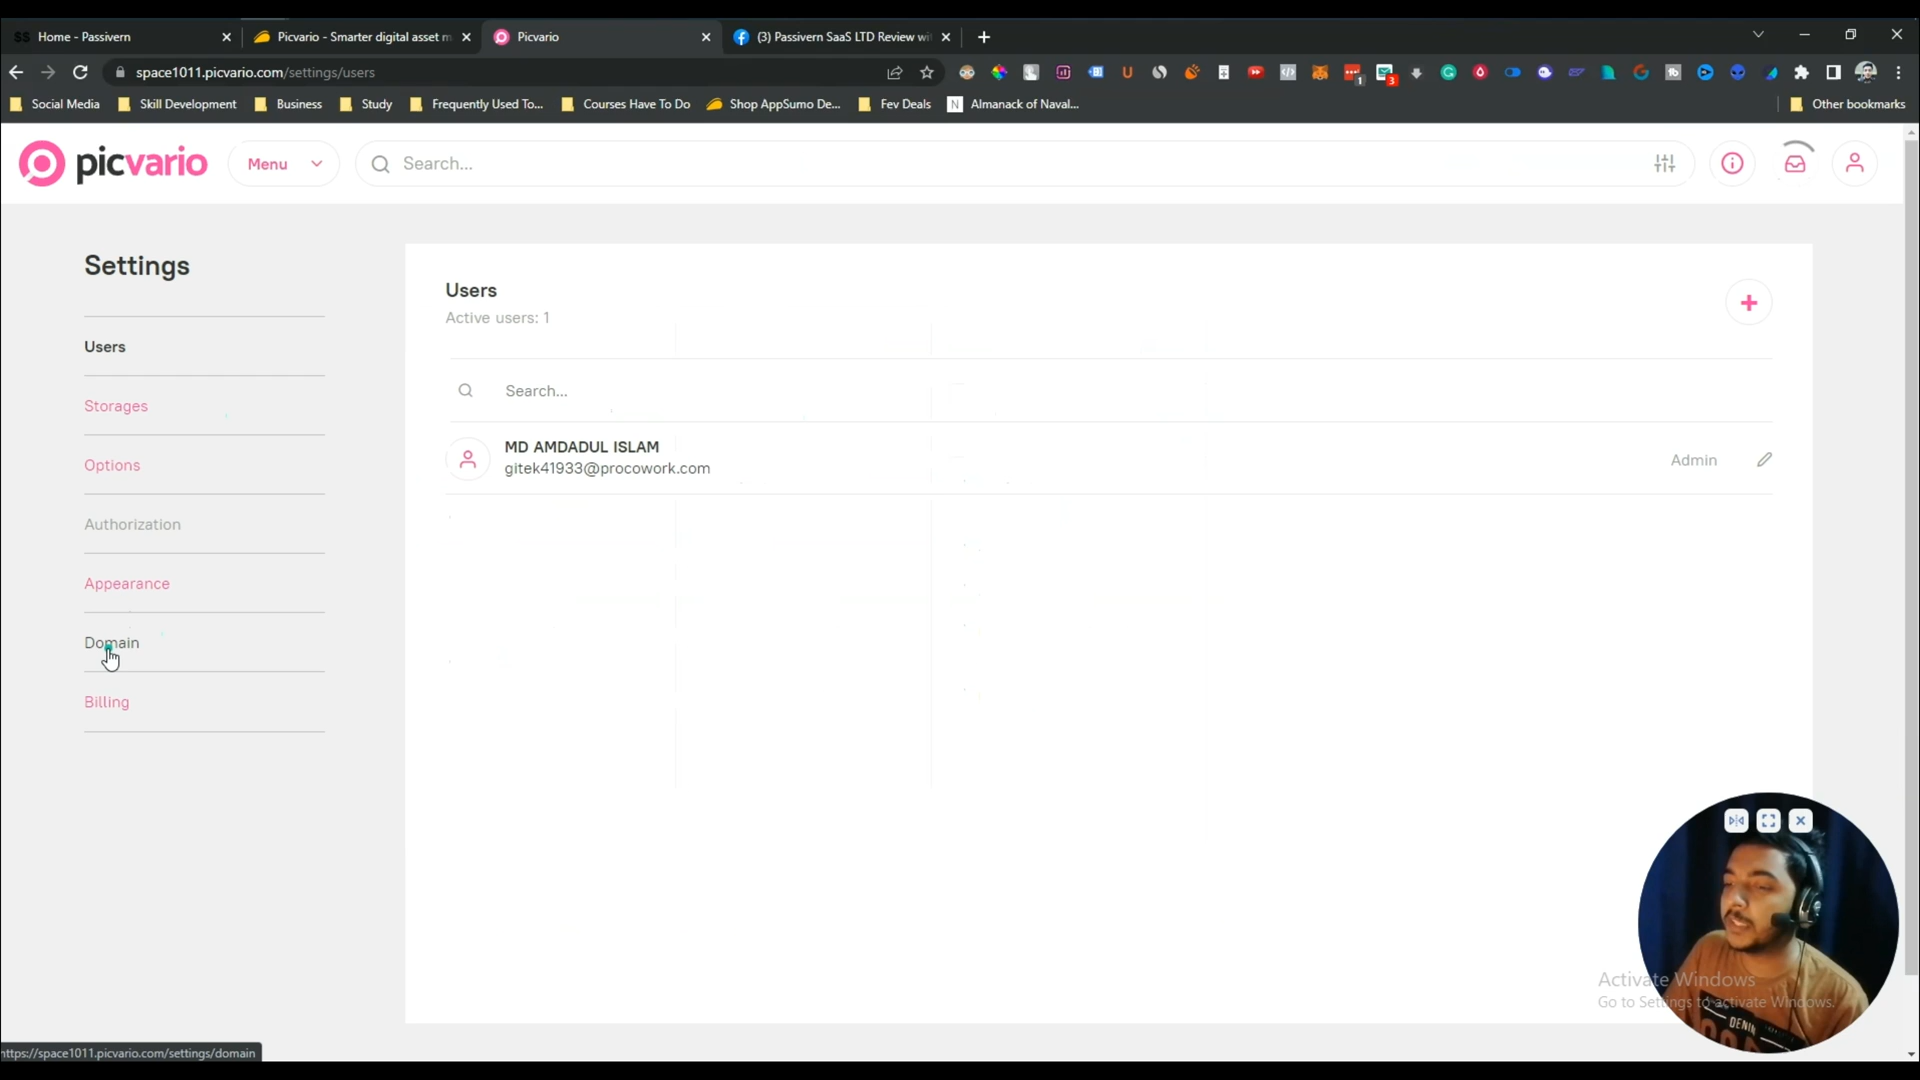 Home - Passivern
Picvario - Smarter digital asset m
Picvario
(3) Passivern SaaS LTD Review wi
space1011.picvario.com/settings/users
Social Media
Skill Development
Business
Study
Frequently Used To...
Courses Have To Do
Shop AppSumo De...
Fev Deals
Almanack of Naval...
Other bookmarks
picvario
Menu
Search...
Settings
Users
Storages
Options
Authorization
Appearance
Domain
Billing
Users
Active users: 1
Search...
MD AMDADUL ISLAM
gitek41933@procowork.com
Admin
Activate Windows
Go to Settings to activate Windows.
DENIM
https://space1011.picvario.com/settings/domain